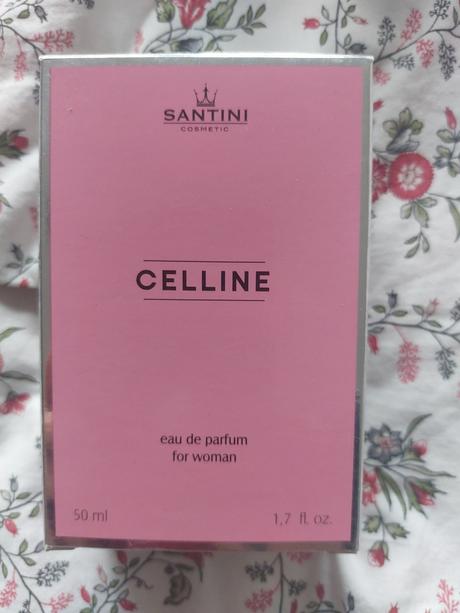 SANTINI
COSMETIC
CELLINE
eau de parfum
for woman
50 ml
1,7 fl. oz.